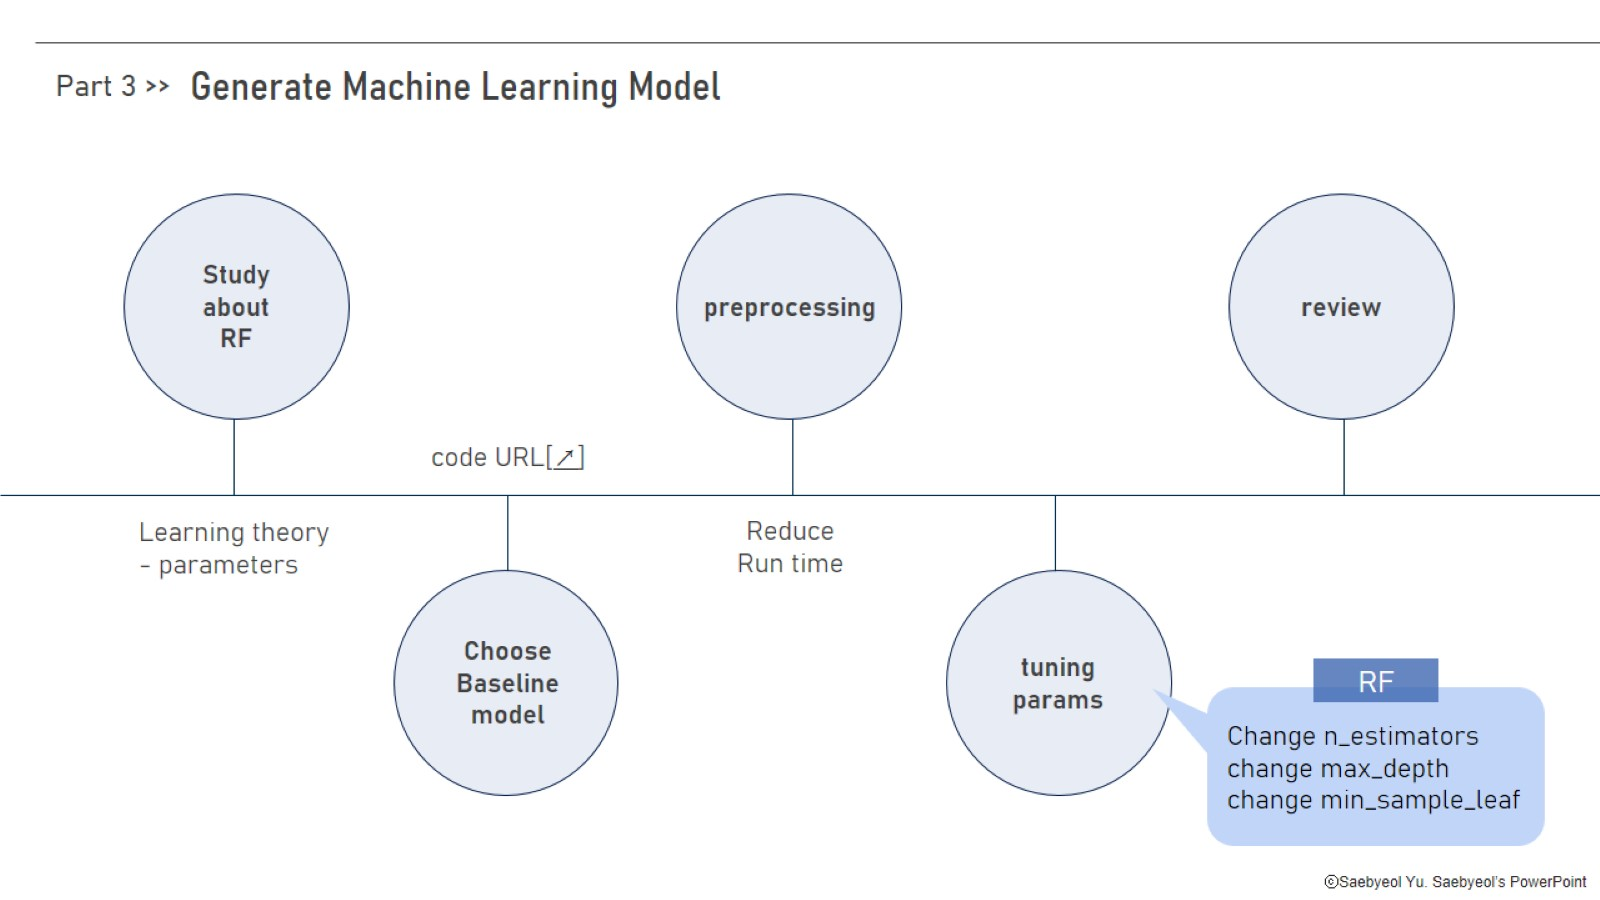 Part 3 >> Generate Machine Learning Model
Study
about
RF
Learning theory
- parameters
code URL[↗]
Choose
Baseline
model
preprocessing
Reduce
Run time
tuning
params
RF
Change n_estimators
change max_depth
change min_sample_leaf
review
ⓒSaebyeol Yu. Saebyeol's PowerPoint